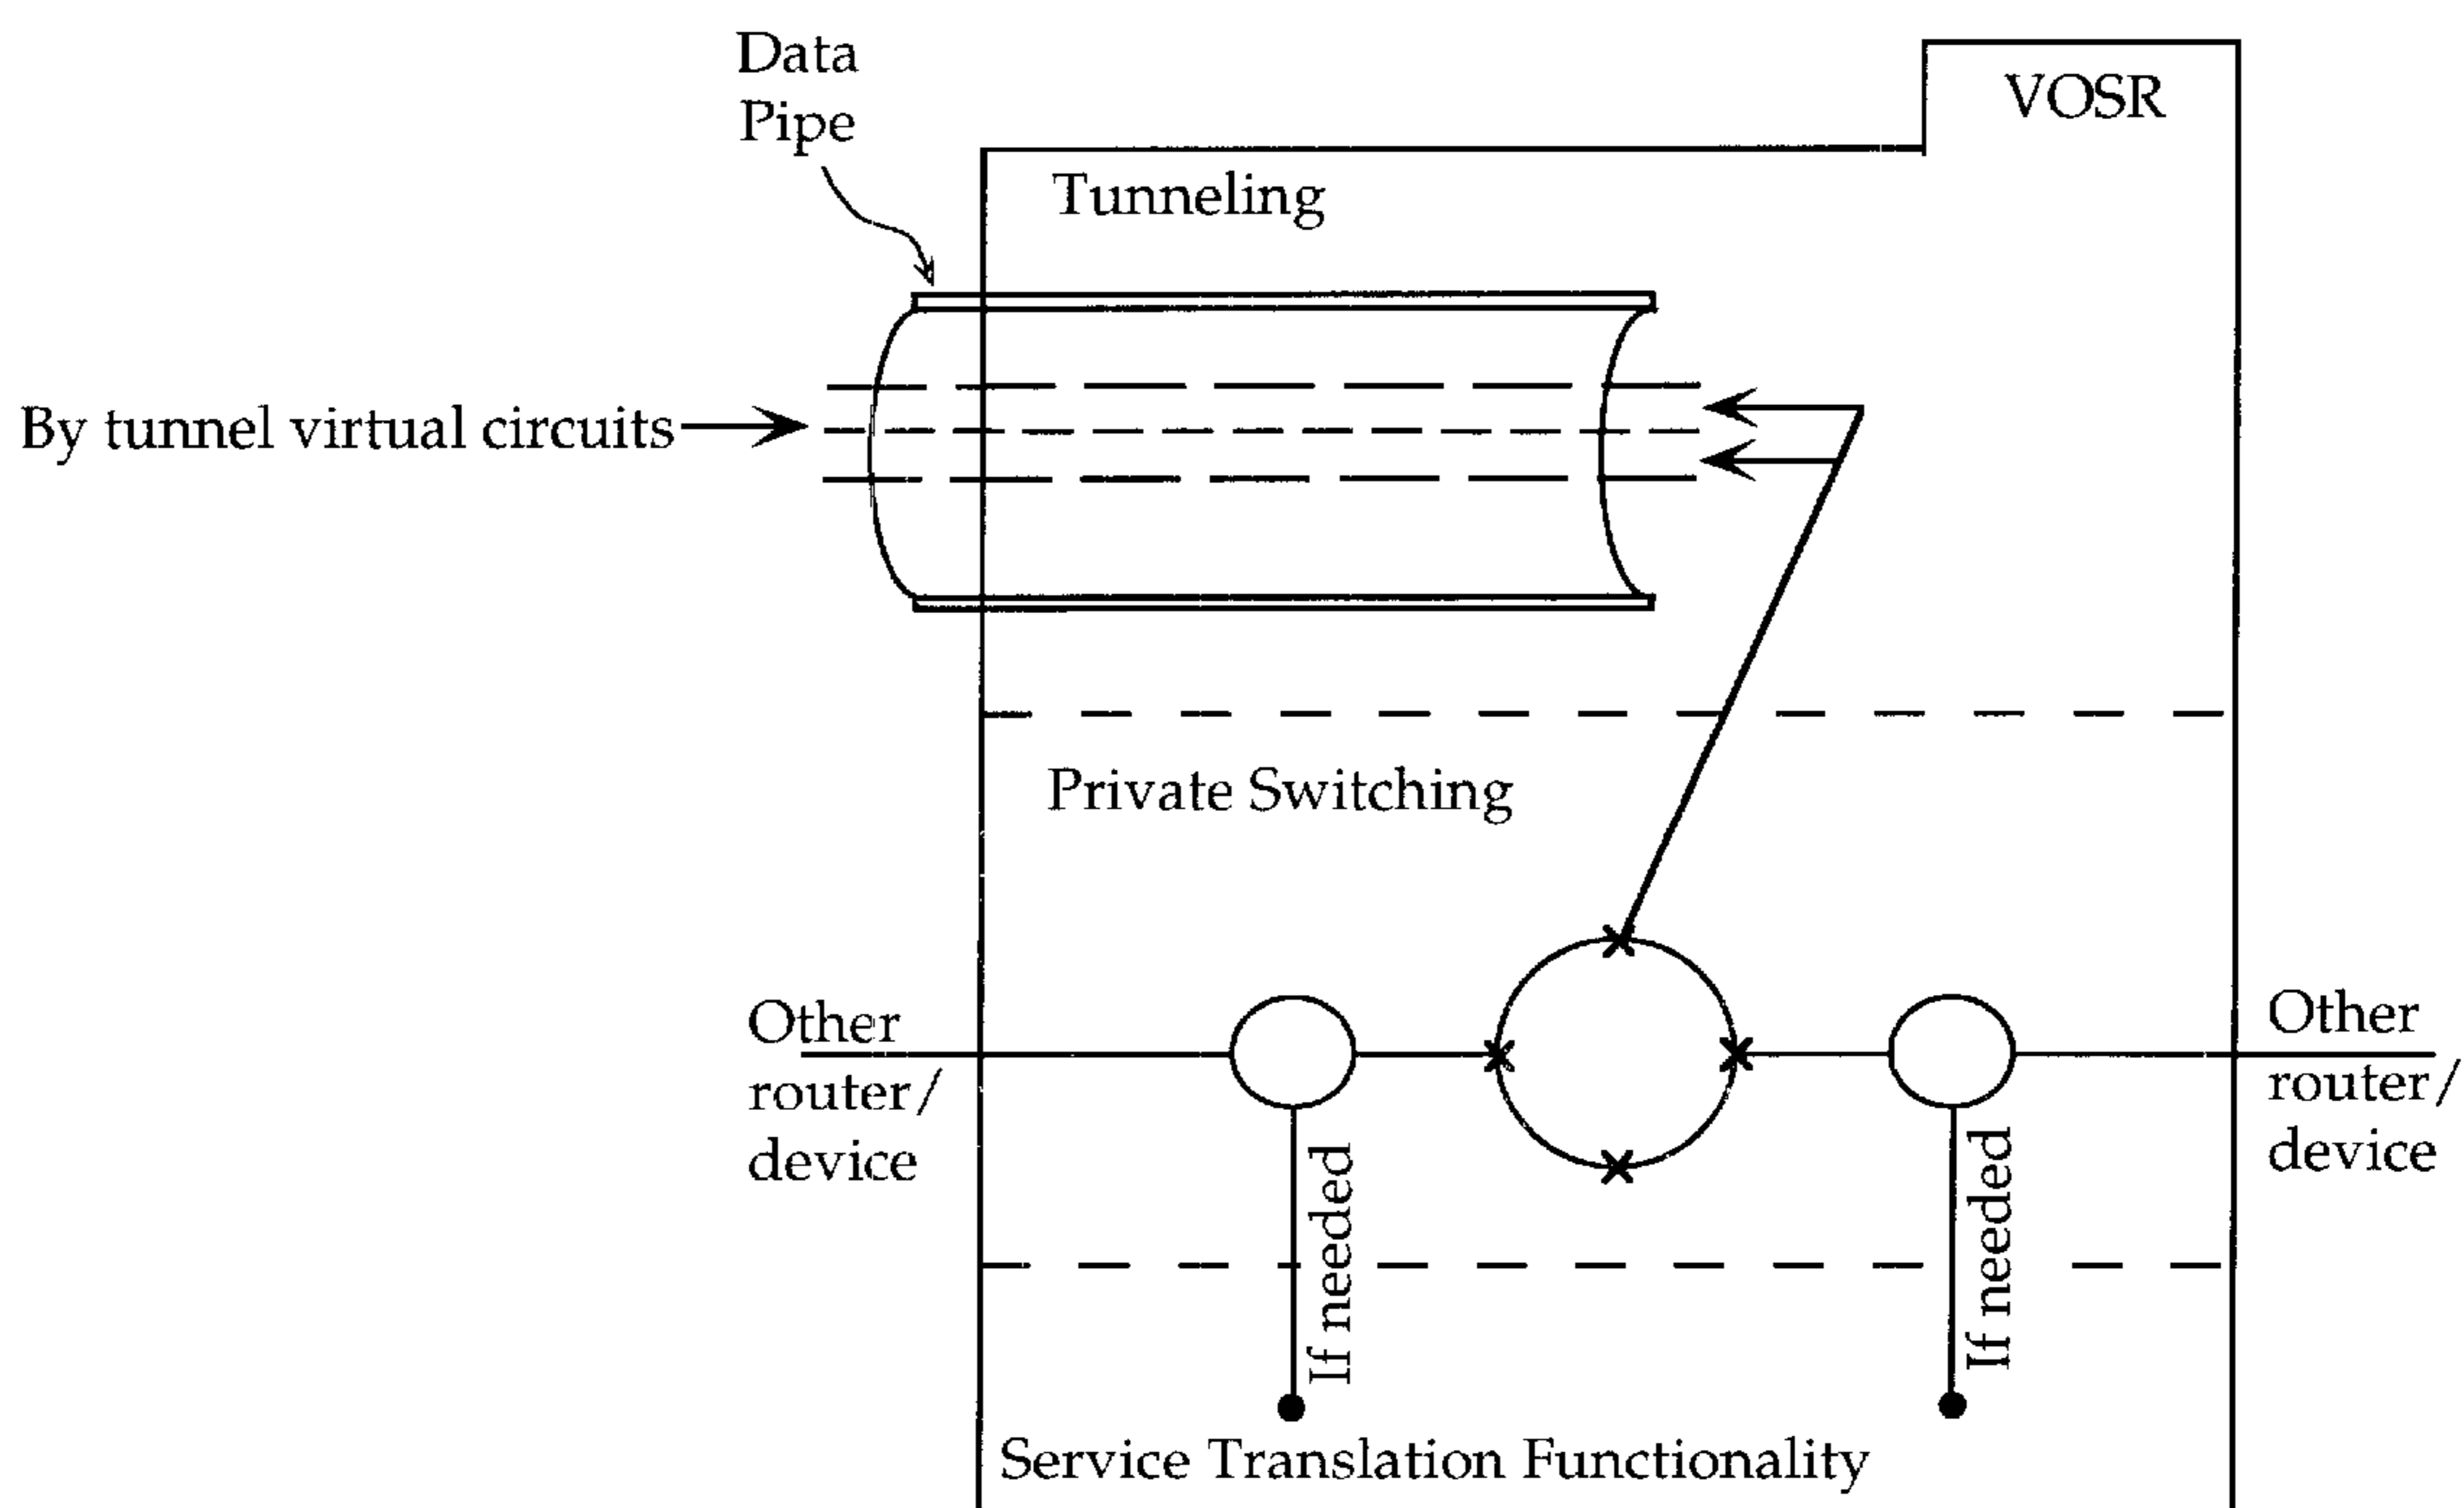 Data
Pipe
VOSR
Tunneling
By tunnel virtual circuits
Private Switching
Other
router/
device
Other
router/
device
If needed
If needed
Service Translation Functionality